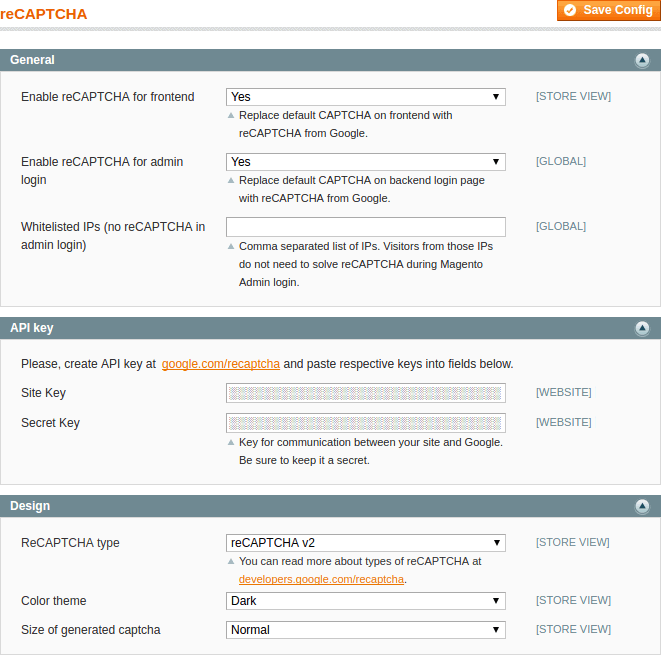 reCAPTCHA
Save Config
General
Enable reCAPTCHA for frontend
Yes
[STORE VIEW]
Replace default CAPTCHA on frontend with
reCAPTCHA from Google.
Enable reCAPTCHA for admin
login
Yes
[GLOBAL]
Replace default CAPTCHA on backend login page
with reCAPTCHA from Google.
Whitelisted IPs (no reCAPTCHA in
admin login)
[GLOBAL]
Comma separated list of IPs. Visitors from those IPs
do not need to solve reCAPTCHA during Magento
Admin login.
API key
Please, create API key at google.com/recaptcha and paste respective keys into fields below.
Site Key
[WEBSITE]
Secret Key
[WEBSITE]
Key for communication between your site and Google.
Be sure to keep it a secret.
Design
ReCAPTCHA type
reCAPTCHA v2
[STORE VIEW]
You can read more about types of reCAPTCHA at
developers.google.com/recaptcha.
Color theme
Dark
[STORE VIEW]
Size of generated captcha
Normal
[STORE VIEW]